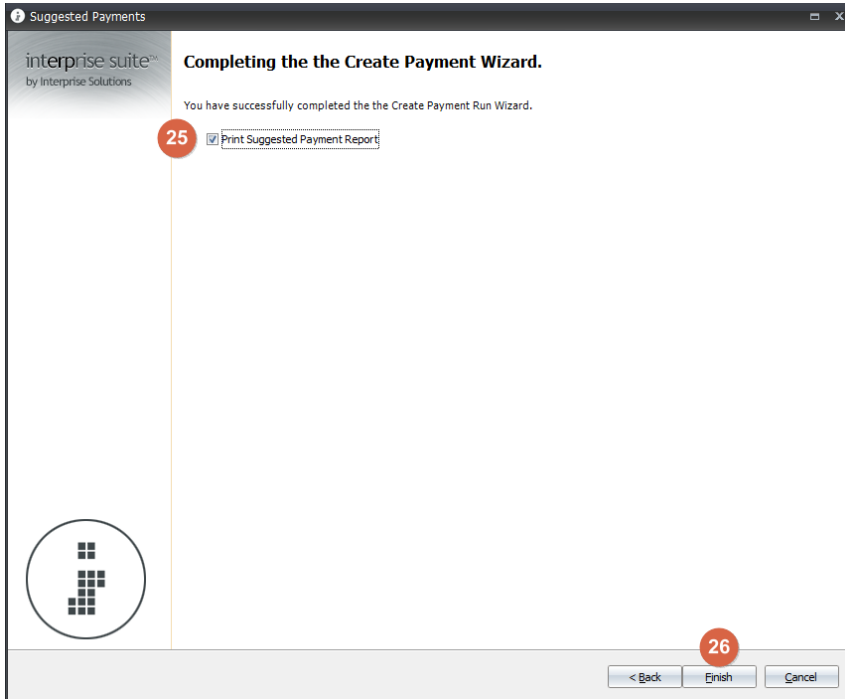 Suggested Payments
interprise suite™
by Interprise Solutions
Completing the the Create Payment Wizard.
You have successfully completed the the Create Payment Run Wizard.
25 Print Suggested Payment Report
26
< Back Finish Cancel